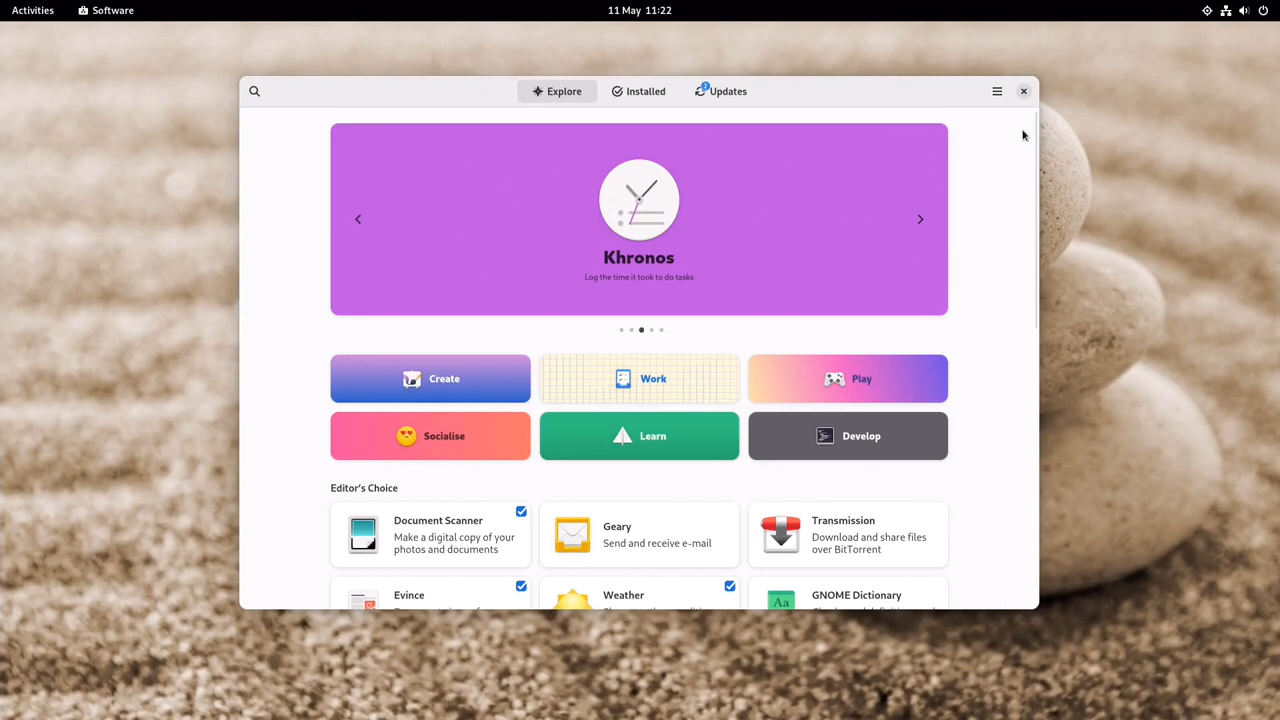 Activities
Software
11 May 11:22
Explore
Installed
2
Updates
Khronos
Log the time it took to do tasks
Create
Work
Play
Socialise
Learn
Develop
Editor's Choice
Document Scanner
Make a digital copy of your
photos and documents
Geary
Send and receive e-mail
Transmission
Download and share files
over BitTorrent
Evince
Weather
Aa
GNOME Dictionary